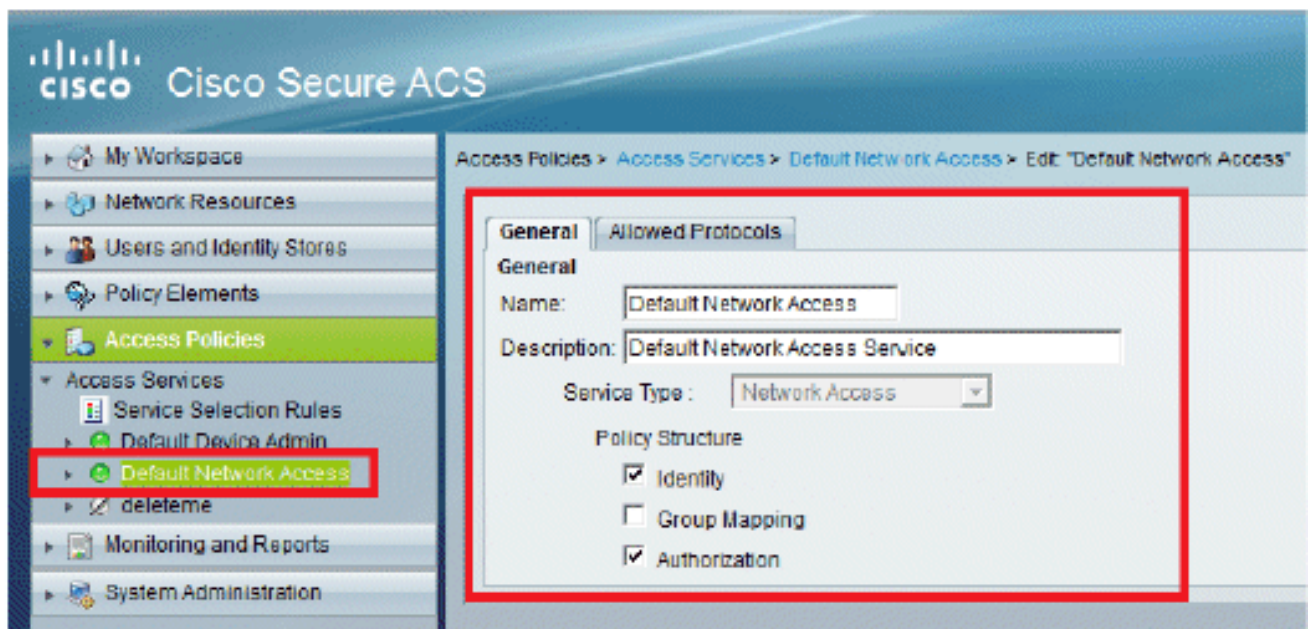 CISCO Cisco Secure ACS
My Workspace
Network Resources
Users and Identity Stores
Policy Elements
Access Policies
Access Services
Service Selection Rules
Default Device Admin
Default Network Access
deleteme
Monitoring and Reports
System Administration
Access Policies > Access Services > Default Network Access > Edit: "Default Network Access"
General Allowed Protocols
General
Name: Default Network Access
Description: Default Network Access Service
Service Type : Network Access
Policy Structure
Identity
Group Mapping
Authorization